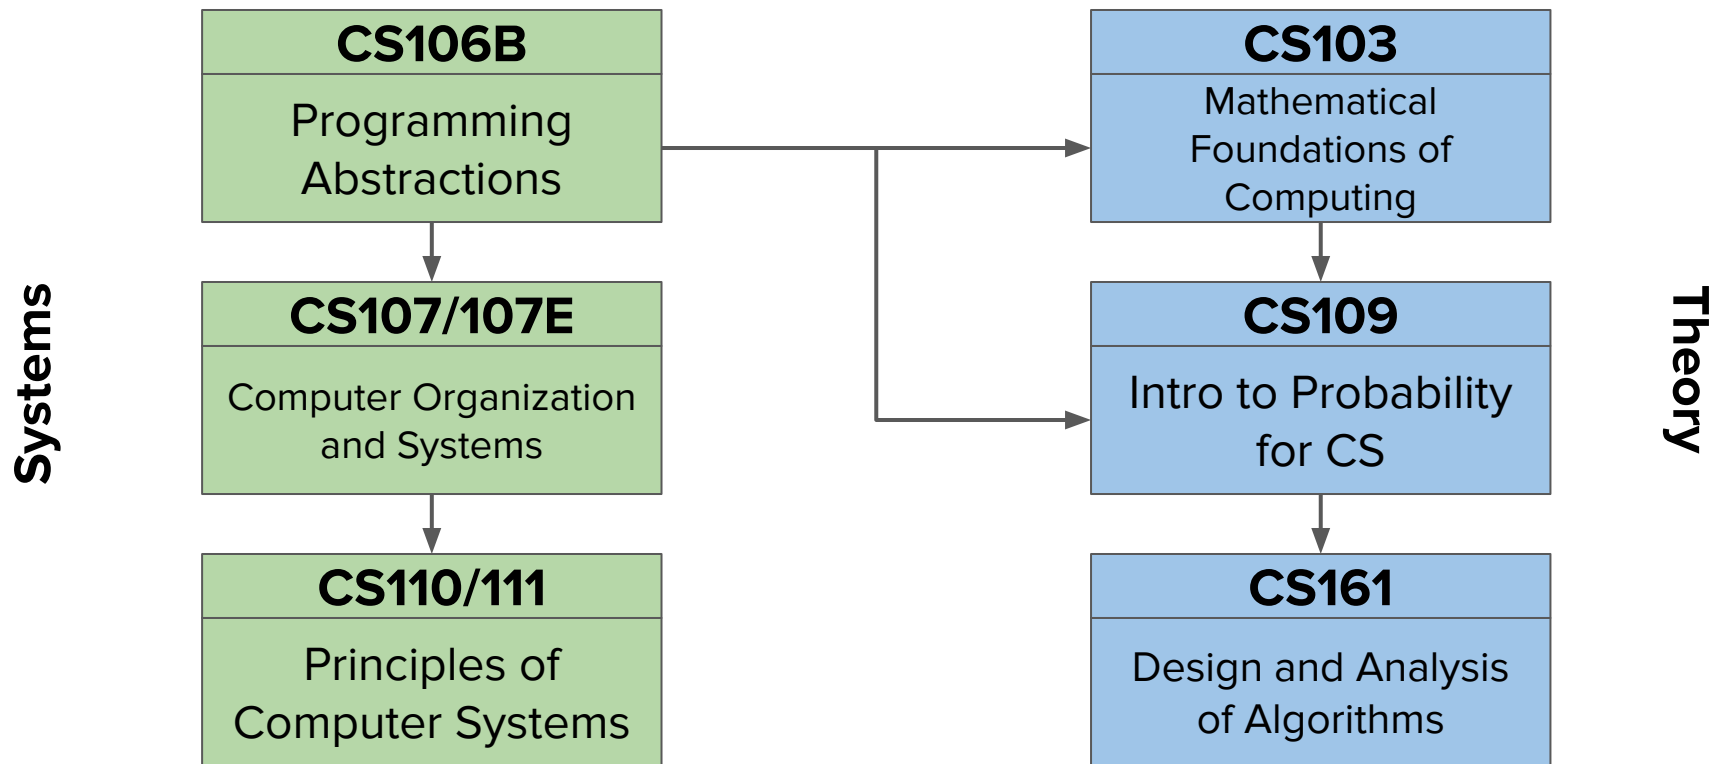 Systems
CS106B
Programming
Abstractions
CS107/107E
Computer Organization
and Systems
CS110/111
Principles of
Computer Systems
CS103
Mathematical
Foundations of
Computing
CS109
Intro to Probability
for CS
CS161
Design and Analysis
of Algorithms
Theory